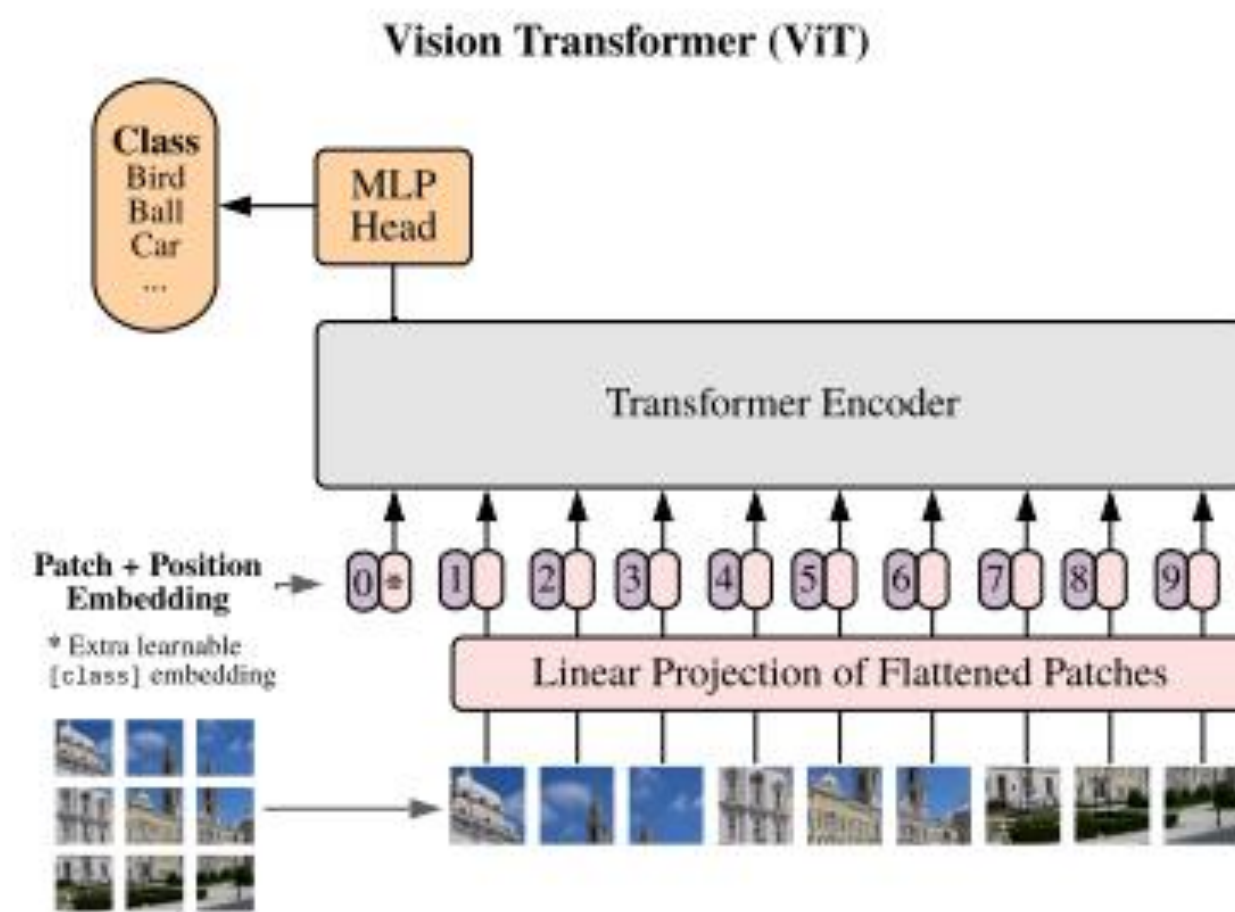 Vision Transformer (ViT)
Class
Bird
Ball
Car
...
MLP
Head
Transformer Encoder
Patch + Position
Embedding
0 * 1 2 3 4 5 6 7 8 9
* Extra learnable
[class] embedding
Linear Projection of Flattened Patches